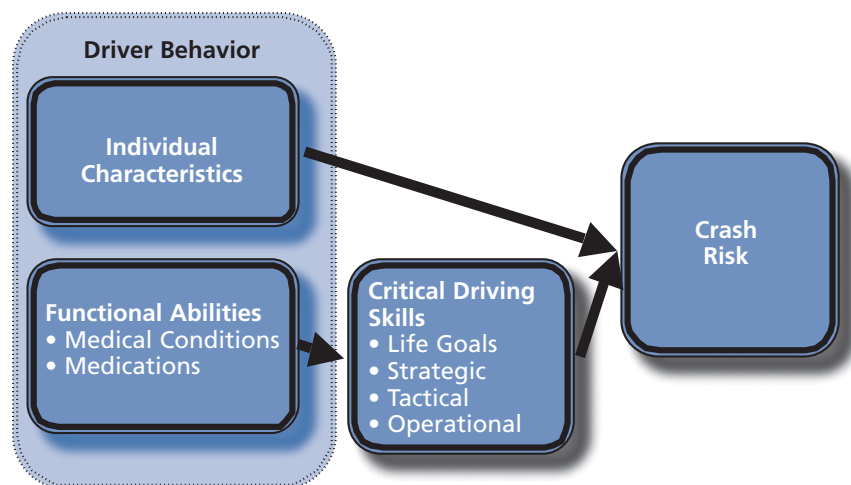 Driver Behavior
Individual
Characteristics
Functional Abilities
• Medical Conditions
• Medications
Critical Driving
Skills
• Life Goals
• Strategic
• Tactical
• Operational
Crash
Risk